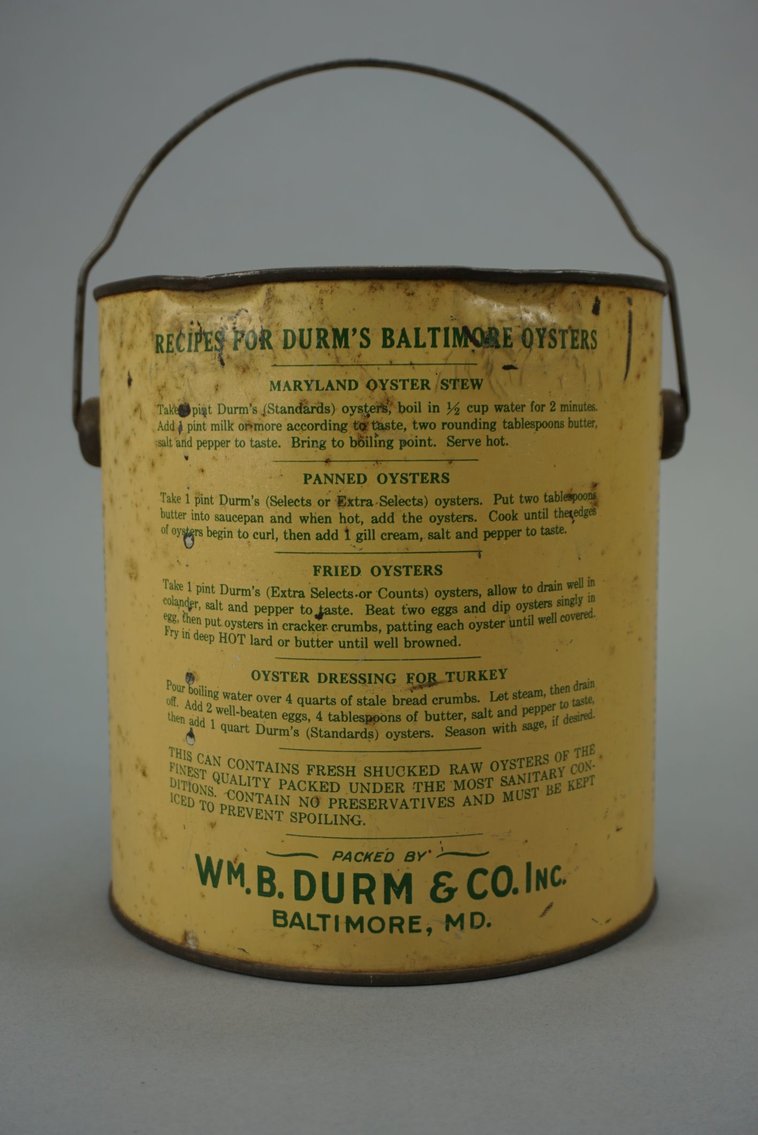 RECIPES FOR DURM'S BALTIMORE OYSTERS
MARYLAND OYSTER STEW
Take 1 pint Durm's (Standards) oysters, boil in ½ cup water for 2 minutes.
Add 1 pint milk or more according to taste, two rounding tablespoons butter,
salt and pepper to taste. Bring to boiling point. Serve hot.
PANNED OYSTERS
Take 1 pint Durm's (Selects or Extra Selects) oysters. Put two tablespoons
butter into saucepan and when hot, add the oysters. Cook until the edges
of oysters begin to curl, then add 1 gill cream, salt and pepper to taste.
FRIED OYSTERS
Take 1 pint Durm's (Extra Selects or Counts) oysters, allow to drain well in
colander, salt and pepper to taste. Beat two eggs and dip oysters singly in
egg, then put oysters in cracker crumbs, patting each oyster until well covered.
Fry in deep HOT lard or butter until well browned.
OYSTER DRESSING FOR TURKEY
Pour boiling water over 4 quarts of stale bread crumbs. Let steam, then drain
off. Add 2 well-beaten eggs, 4 tablespoons of butter, salt and pepper to taste,
then add 1 quart Durm's (Standards) oysters. Season with sage, if desired.
THIS CAN CONTAINS FRESH SHUCKED RAW OYSTERS OF THE
FINEST QUALITY PACKED UNDER THE MOST SANITARY CON-
DITIONS. CONTAIN NO PRESERVATIVES AND MUST BE KEPT
ICED TO PREVENT SPOILING.
PACKED BY
WM. B. DURM & CO. INC.
BALTIMORE, MD.